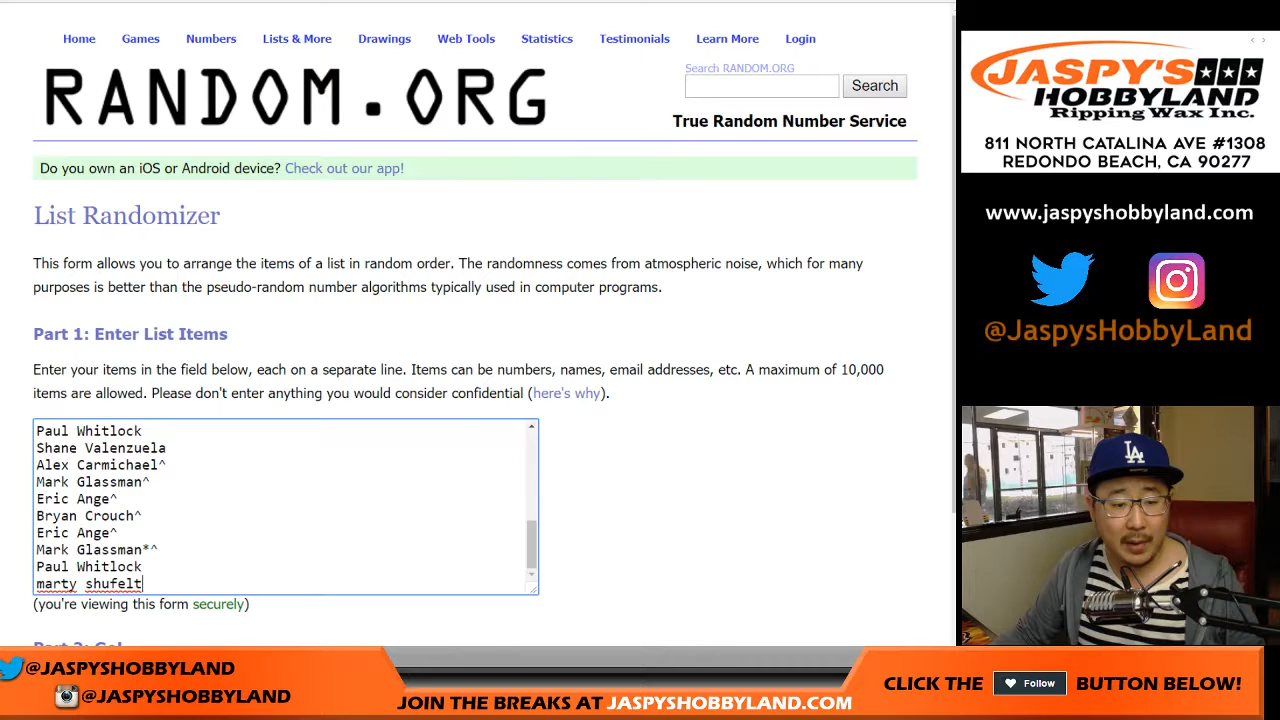 Home Games Numbers Lists & More Drawings Web Tools Statistics Testimonials Learn More Login
RANDOM.ORG
Search RANDOM.ORG
Search
True Random Number Service
Do you own an iOS or Android device? Check out our app!
List Randomizer
This form allows you to arrange the items of a list in random order. The randomness comes from atmospheric noise, which for many
purposes is better than the pseudo-random number algorithms typically used in computer programs.
Part 1: Enter List Items
Enter your items in the field below, each on a separate line. Items can be numbers, names, email addresses, etc. A maximum of 10,000
items are allowed. Please don't enter anything you would consider confidential (here's why).
Paul Whitlock
Shane Valenzuela
Alex Carmichael^
Mark Glassman^
Eric Ange^
Bryan Crouch^
Eric Ange^
Mark Glassman*^
Paul Whitlock
marty shufelt
(you're viewing this form securely)
JASPY'S
HOBBYLAND
Ripping Wax Inc.
811 NORTH CATALINA AVE #1308
REDONDO BEACH, CA 90277
www.jaspyshobbyland.com
@JaspysHobbyLand
LA
@JASPYSHOBBYLAND
@JASPYSHOBBYLAND
JOIN THE BREAKS AT JASPYSHOBBYLAND.COM
CLICK THE Follow BUTTON BELOW!